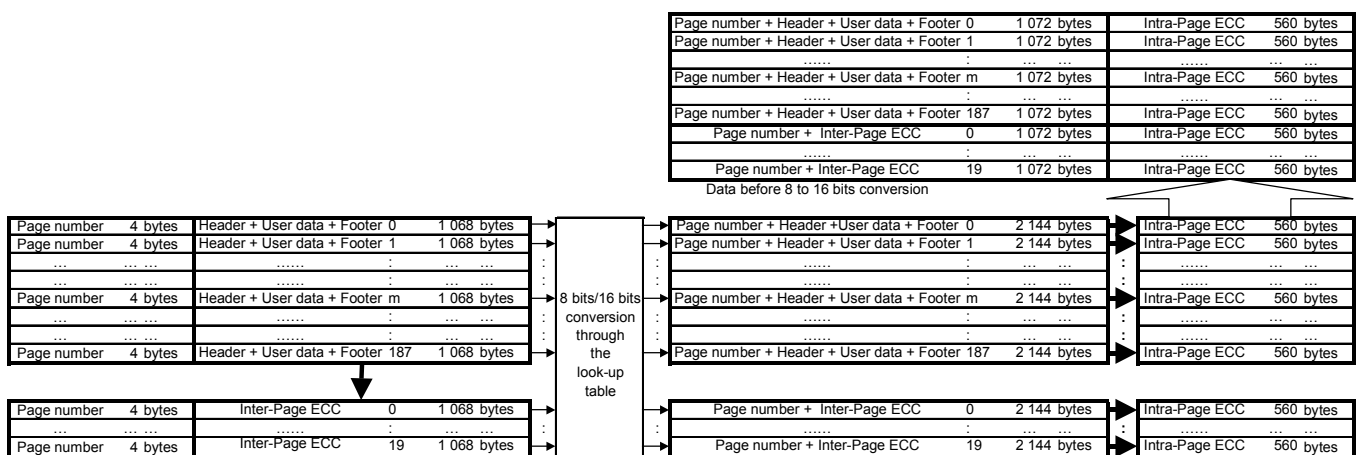 Page number + Header + User data + Footer 0 1 072 bytes Intra-Page ECC 560 bytes
Page number + Header + User data + Footer 1 1 072 bytes Intra-Page ECC 560 bytes
...... : ... ... ...... ... ...
Page number + Header + User data + Footer m 1 072 bytes Intra-Page ECC 560 bytes
...... : ... ... ...... ... ...
Page number + Header + User data + Footer 187 1 072 bytes Intra-Page ECC 560 bytes
Page number + Inter-Page ECC 0 1 072 bytes Intra-Page ECC 560 bytes
...... : ... ... ...... ... ...
Page number + Inter-Page ECC 19 1 072 bytes Intra-Page ECC 560 bytes
Data before 8 to 16 bits conversion
Page number 4 bytes Header + User data + Footer 0 1 068 bytes
Page number 4 bytes Header + User data + Footer 1 1 068 bytes
... ... ... ...... : ... ... :
... ... ... ...... : ... ... :
Page number 4 bytes Header + User data + Footer m 1 068 bytes
... ... ... ...... : ... ... :
... ... ... ...... : ... ... :
Page number 4 bytes Header + User data + Footer 187 1 068 bytes
Page number 4 bytes Inter-Page ECC 0 1 068 bytes
... ... ... ...... : ... ... :
Page number 4 bytes Inter-Page ECC 19 1 068 bytes
8 bits/16 bits
conversion
through
the
look-up
table
Page number + Header +User data + Footer 0 2 144 bytes Intra-Page ECC 560 bytes
Page number + Header + User data + Footer 1 2 144 bytes Intra-Page ECC 560 bytes
: ...... : ... ... : ...... ... ...
: ...... : ... ... : ...... ... ...
Page number + Header + User data + Footer m 2 144 bytes Intra-Page ECC 560 bytes
: ...... : ... ... : ...... ... ...
: ...... : ... ... : ...... ... ...
Page number + Header + User data + Footer 187 2 144 bytes Intra-Page ECC 560 bytes
Page number + Inter-Page ECC 0 2 144 bytes Intra-Page ECC 560 bytes
: ...... : ... ... : ...... ... ...
Page number + Inter-Page ECC 19 2 144 bytes Intra-Page ECC 560 bytes